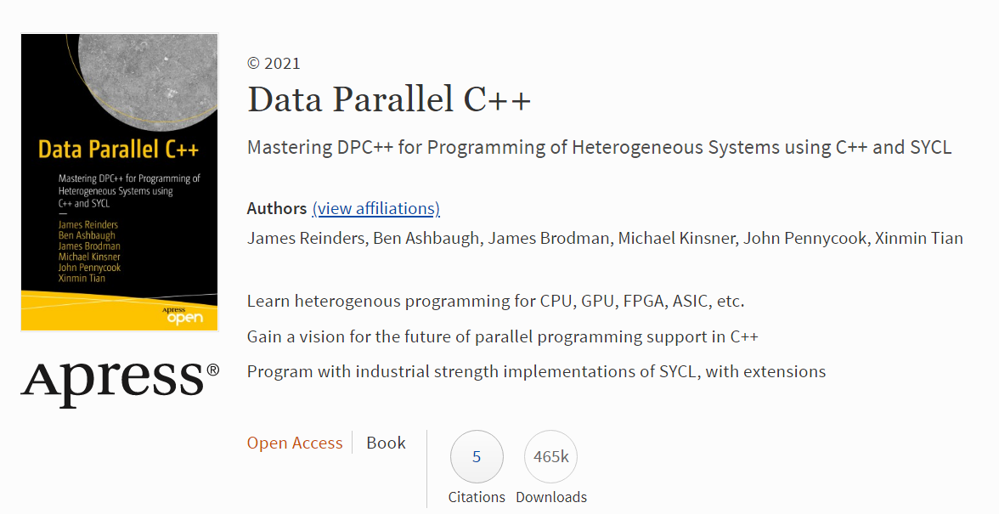 Data Parallel C++
Mastering DPC++ for Programming of
Heterogeneous Systems using
C++ and SYCL
James Reinders
Ben Ashbaugh
James Brodman
Michael Kinsner
John Pennycook
Xinmin Tian
Apress
open
Apress®
© 2021
Data Parallel C++
Mastering DPC++ for Programming of Heterogeneous Systems using C++ and SYCL
Authors (view affiliations)
James Reinders, Ben Ashbaugh, James Brodman, Michael Kinsner, John Pennycook, Xinmin Tian
Learn heterogenous programming for CPU, GPU, FPGA, ASIC, etc.
Gain a vision for the future of parallel programming support in C++
Program with industrial strength implementations of SYCL, with extensions
Open Access Book
5 465k
Citations Downloads